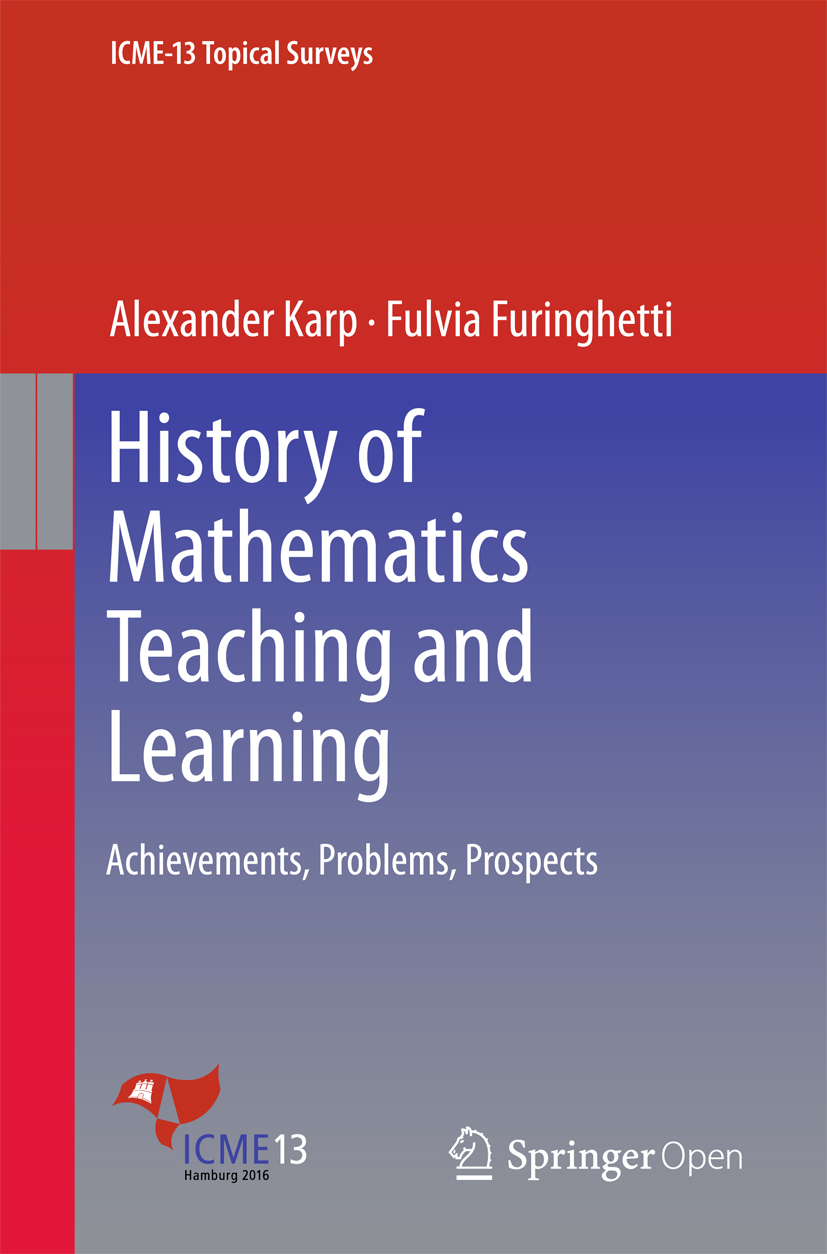 ICME-13 Topical Surveys
Alexander Karp · Fulvia Furinghetti
History of
Mathematics
Teaching and
Learning
Achievements, Problems, Prospects
ICME13
Hamburg 2016
Springer Open